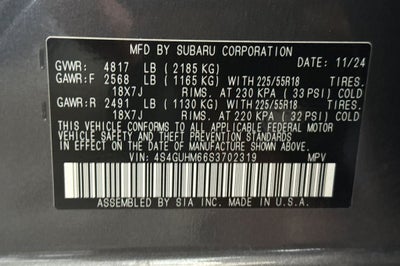 MFD BY SUBARU CORPORATION
GVWR: 4817 LB (2185 KG) DATE: 11/24
GAWR:F 2568 LB (1165 KG) WITH 225/55R18 TIRES.
18X7J RIMS. AT 230 KPA ( 33 PSI) COLD
GAWR:R 2491 LB (1130 KG) WITH 225/55R18 TIRES.
18X7J RIMS. AT 220 KPA ( 32 PSI) COLD
THIS VEHICLE CONFORMS TO ALL APPLICABLE FEDERAL
MOTOR VEHICLE SAFETY AND BUMPER STANDARDS
IN EFFECT ON THE DATE OF MANUFACTURE SHOWN ABOVE.
VIN: 4S4GUHM66S3702319 MPV
ASSEMBLED BY SIA INC. MADE IN U.S.A.